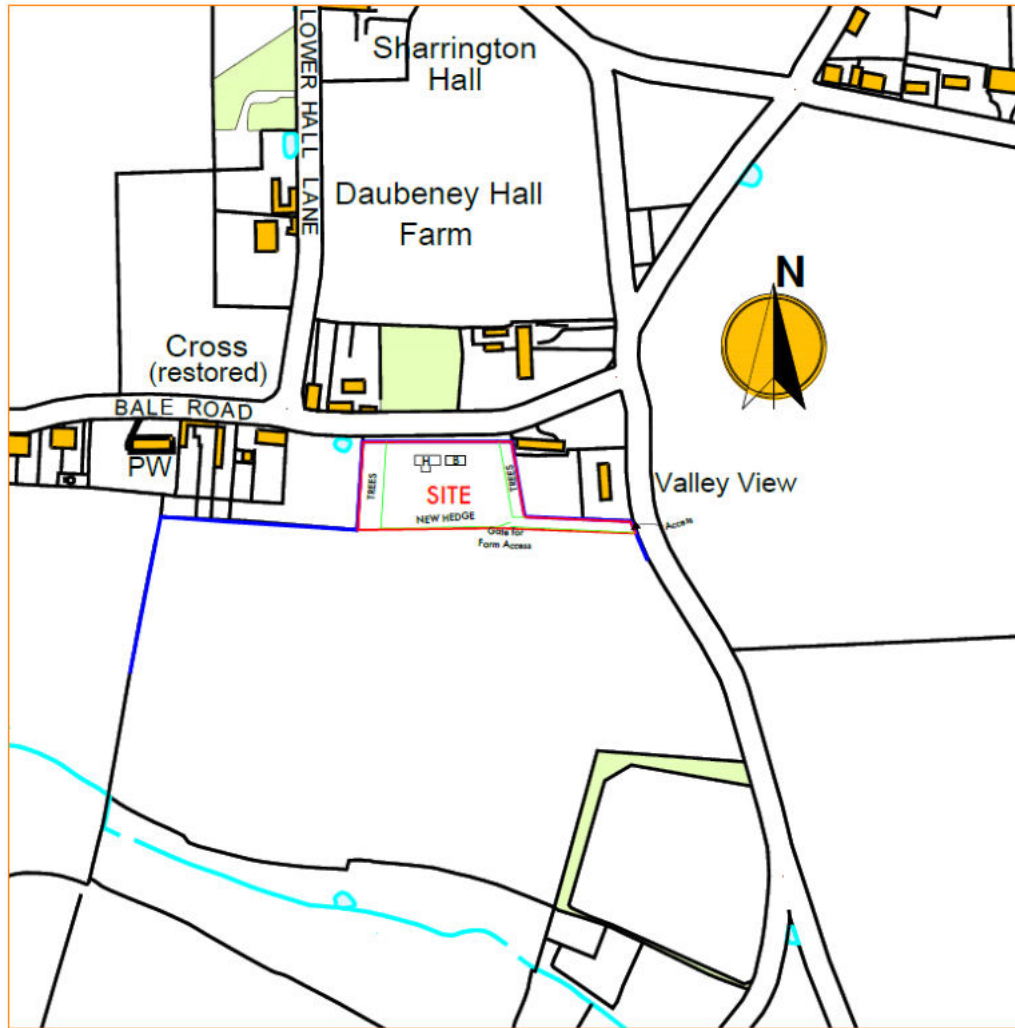 LOWER HALL LANE
Sharrington
Hall
Daubeney Hall
Farm
N
Cross
(restored)
BALE ROAD
PW
TREES
H
B
TREES
SITE
NEW HEDGE
Gate for
Farm Access
Valley View
Access